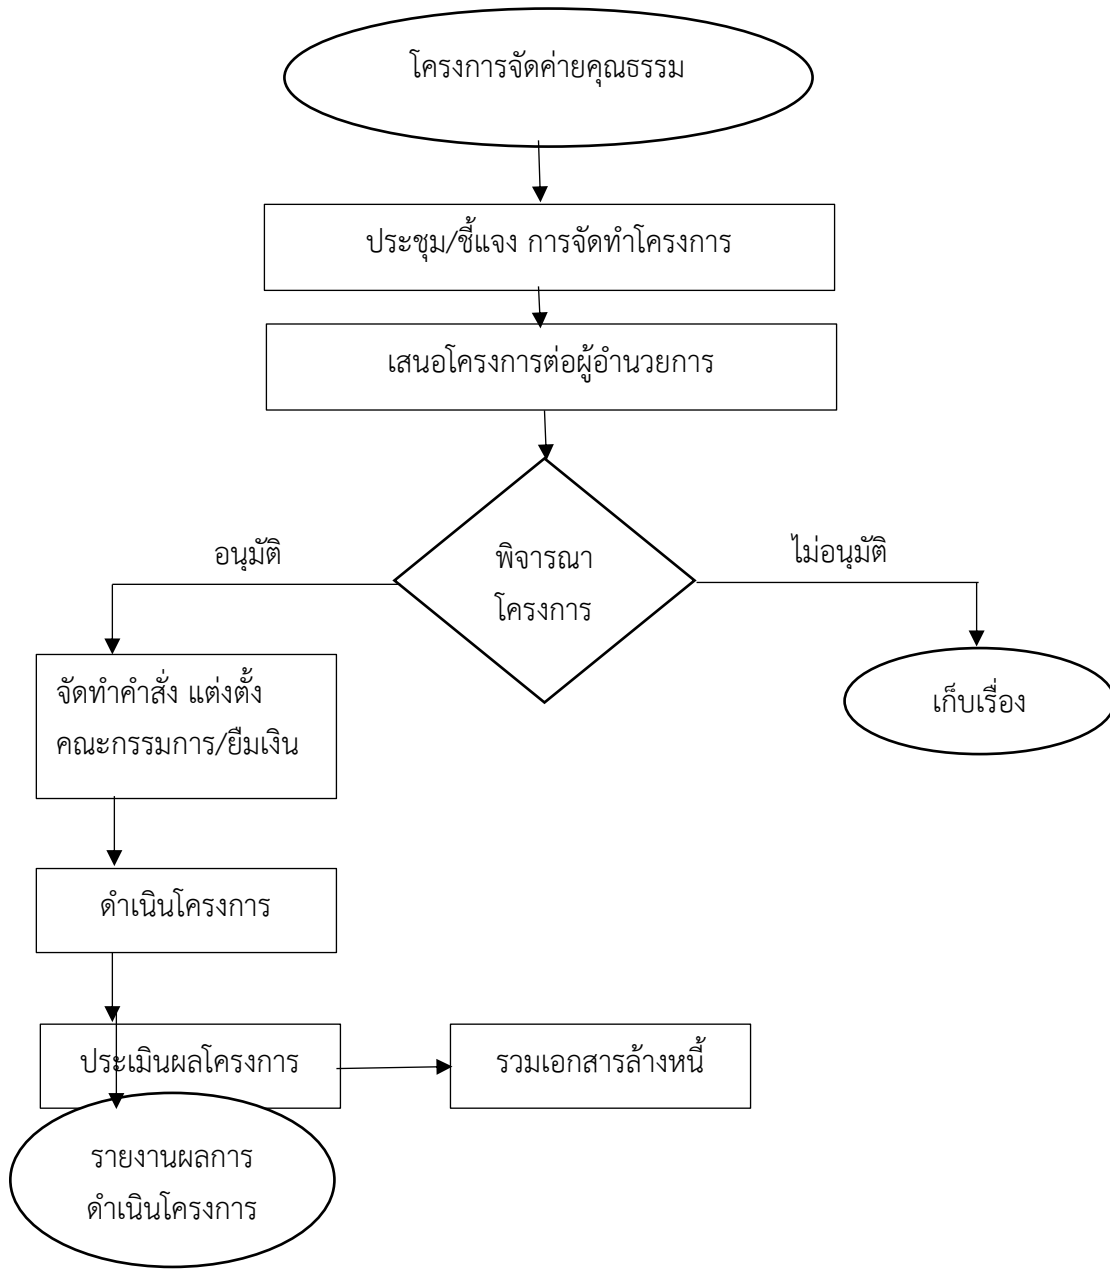 โครงการจัดค่ายคุณธรรม
ประชุม/ชี้แจง การจัดทำโครงการ
เสนอโครงการต่อผู้อำนวยการ
อนุมัติ
พิจารณา
โครงการ
ไม่อนุมัติ
จัดทำคำสั่ง แต่งตั้ง
คณะกรรมการ/ยืมเงิน
เก็บเรื่อง
ดำเนินโครงการ
ประเมินผลโครงการ
รวมเอกสารล้างหนี้
รายงานผลการ
ดำเนินโครงการ